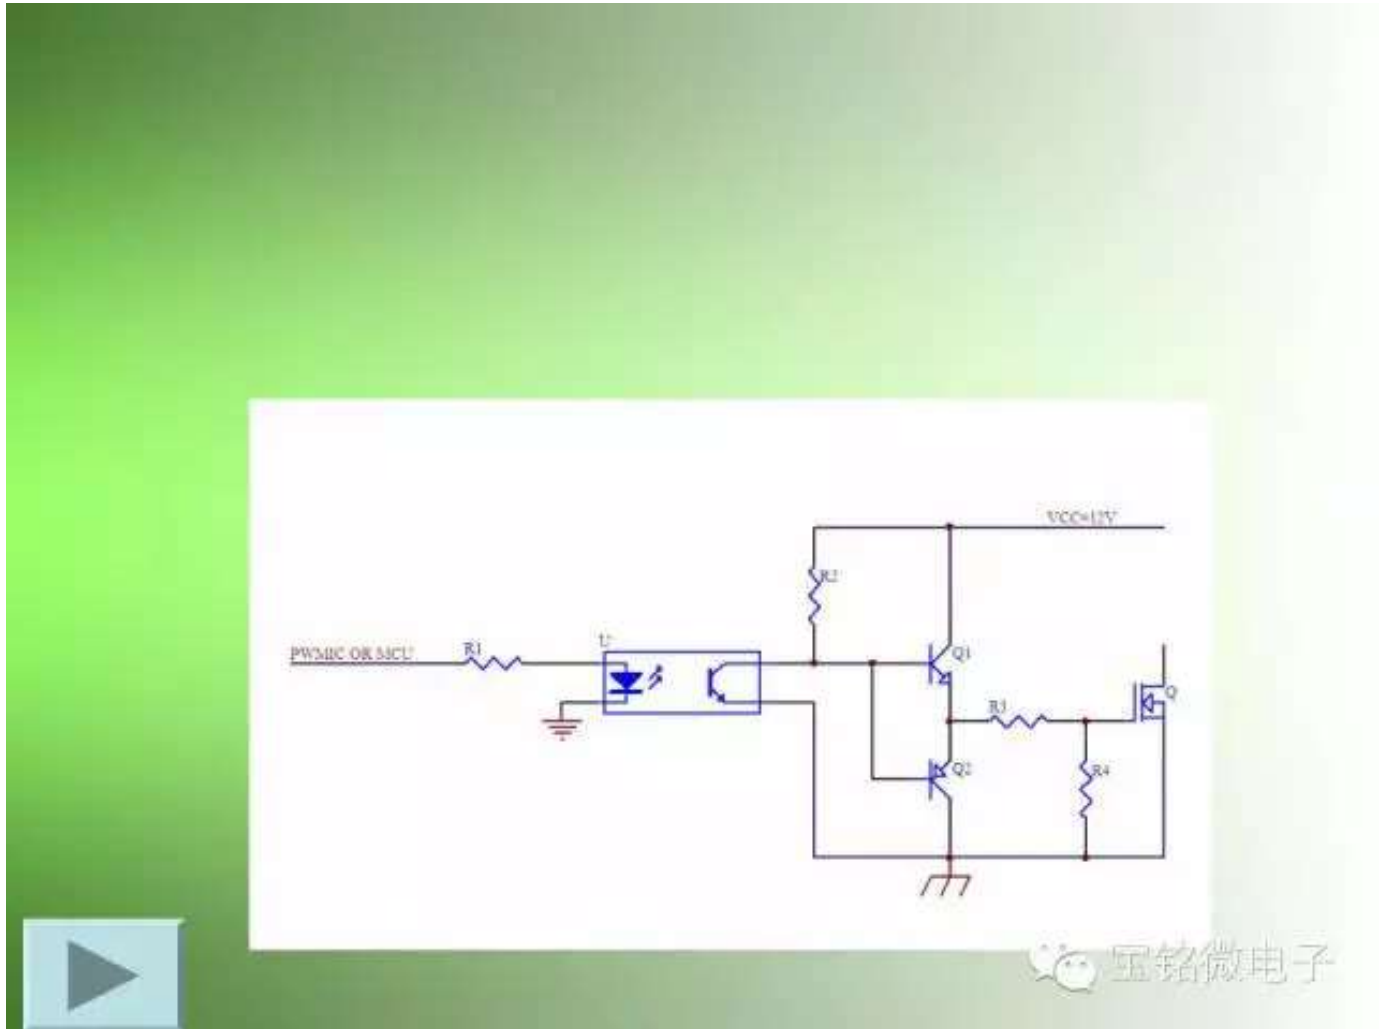 VCC=12V
R2
PWMIC OR MCU
R1
U
Q1
R3
Q
Q2
R4
宝铭微电子